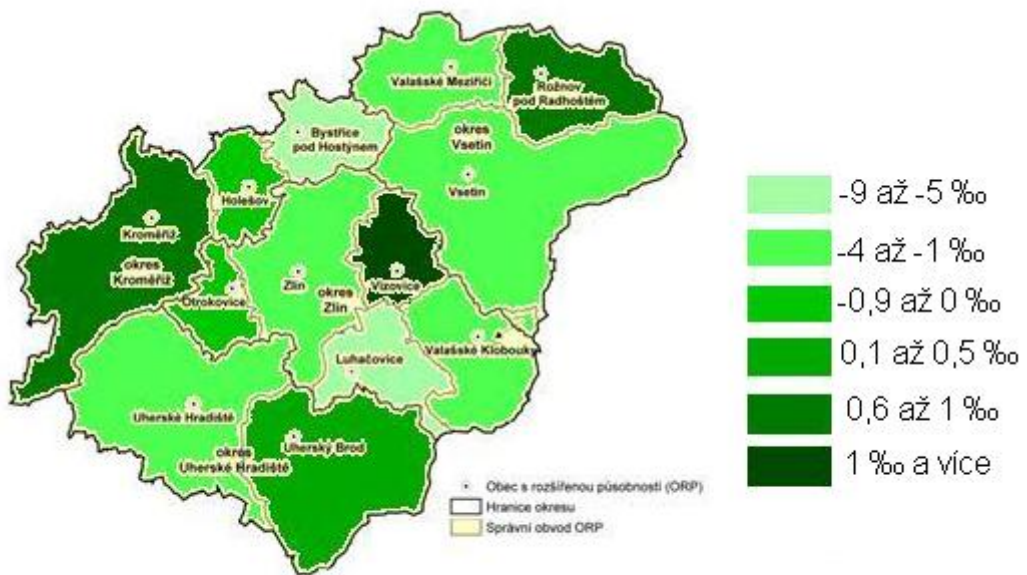 Valašské Meziříčí
Rožnov
pod Radhoštěm
Bystřice
pod Hostýnem
okres
Vsetín
Vsetín
Holešov
Kroměříž
okres
Kroměříž
Otrokovice
Zlín
okres
Zlín
Vizovice
Luhačovice
Valašské Klobouky
Uherské Hradiště
okres
Uherské Hradiště
Uherský Brod
Obec s rozšířenou působností (ORP)
Hranice okresu
Správní obvod ORP
-9 až -5 ‰
-4 až -1 ‰
-0,9 až 0 ‰
0,1 až 0,5 ‰
0,6 až 1 ‰
1 ‰ a více